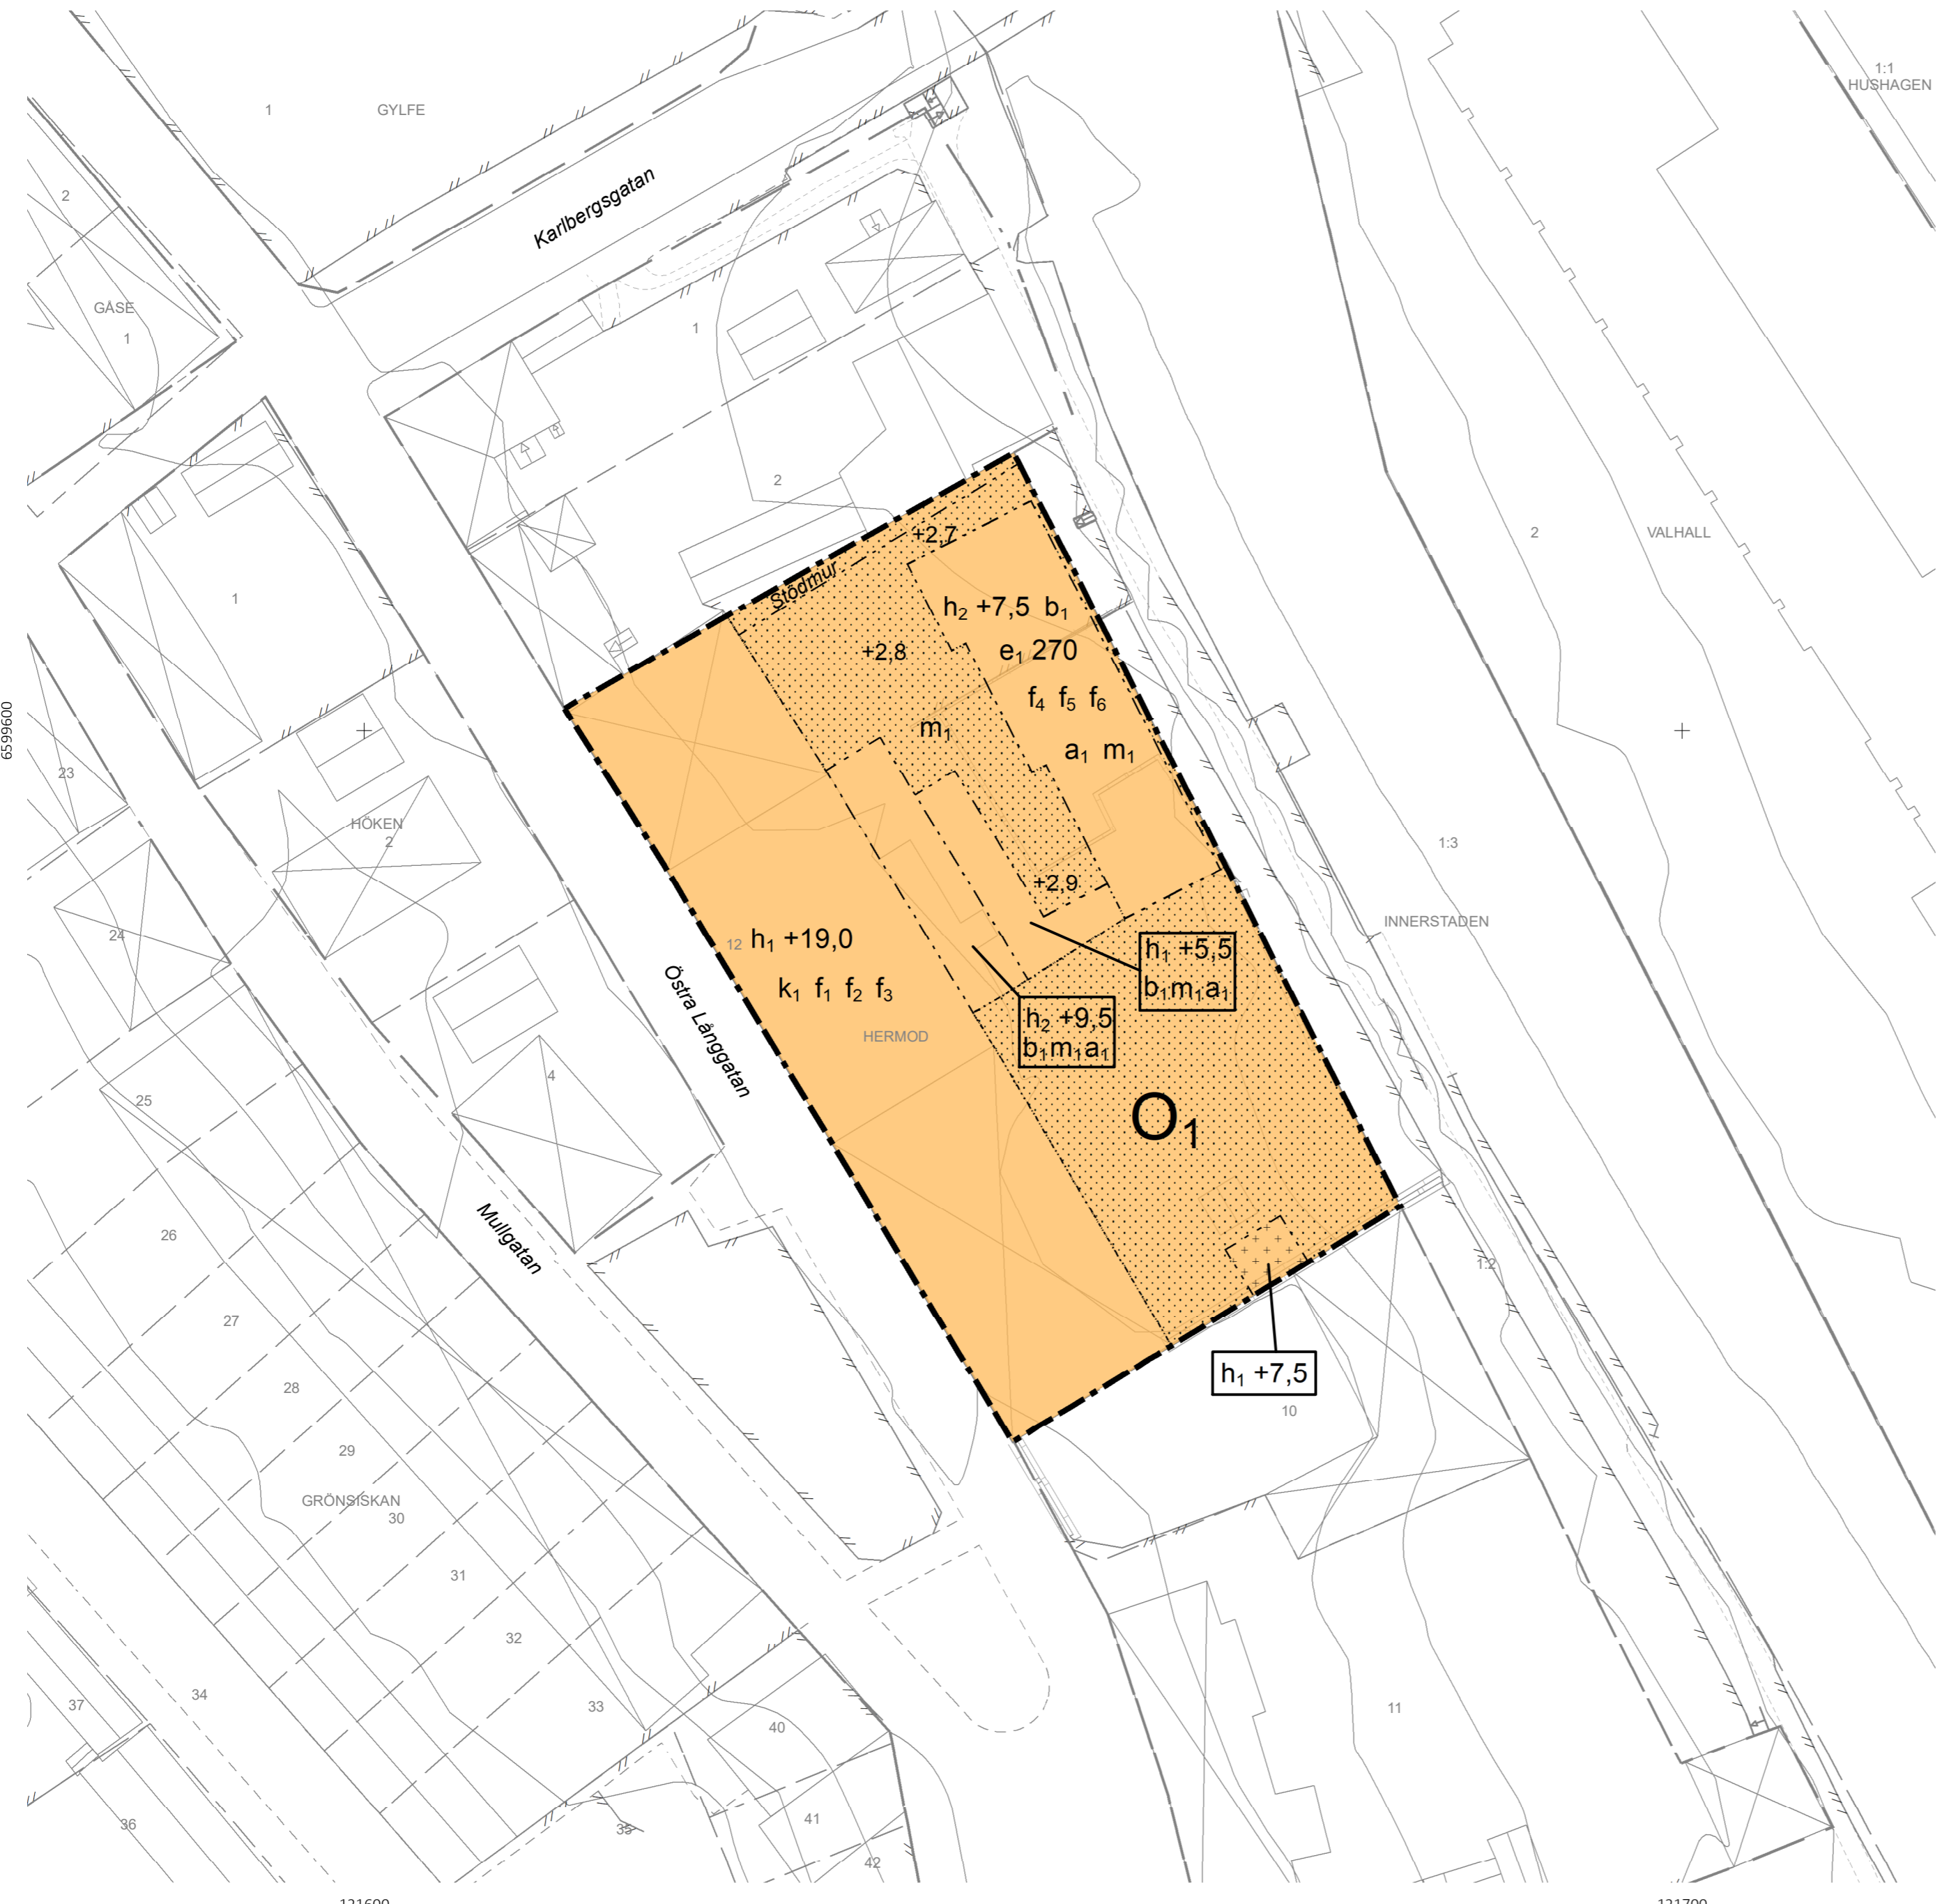 1:1
HUSHAGEN
1
GYLFE
2
Karlbergsgatan
GÅSE
1
1
2
2
VALHALL
+2,7
Stödmur
1
h₂ +7,5 b₁
+2,8
e₁ 270
f₄ f₅ f₆
m₁
a₁ m₁
6599600
23
HÖKEN
2
1:3
+2,9
INNERSTADEN
24
12
h₁ +19,0
h₁ +5,5
b₁m₁a₁
k₁ f₁ f₂ f₃
Östra Långgatan
h₂ +9,5
b₁m₁a₁
HERMOD
4
25
O₁
26
Mullgatan
1:2
27
h₁ +7,5
28
10
29
GRÖNSISKAN
30
31
32
33
34
37
11
40
41
36
35
42
121600
121700